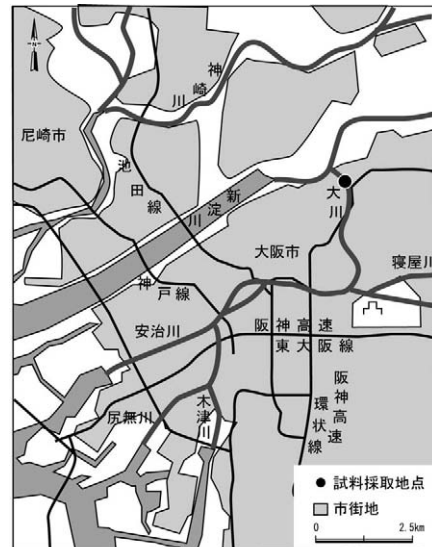 N
神崎川
尼崎市
池田線
新淀川
大川
大阪市
寝屋川
神戸線
阪神高速
東大阪線
安治川
阪神高速
環状線
尻無川
木津川
● 試料採取地点
市街地
0 2.5km